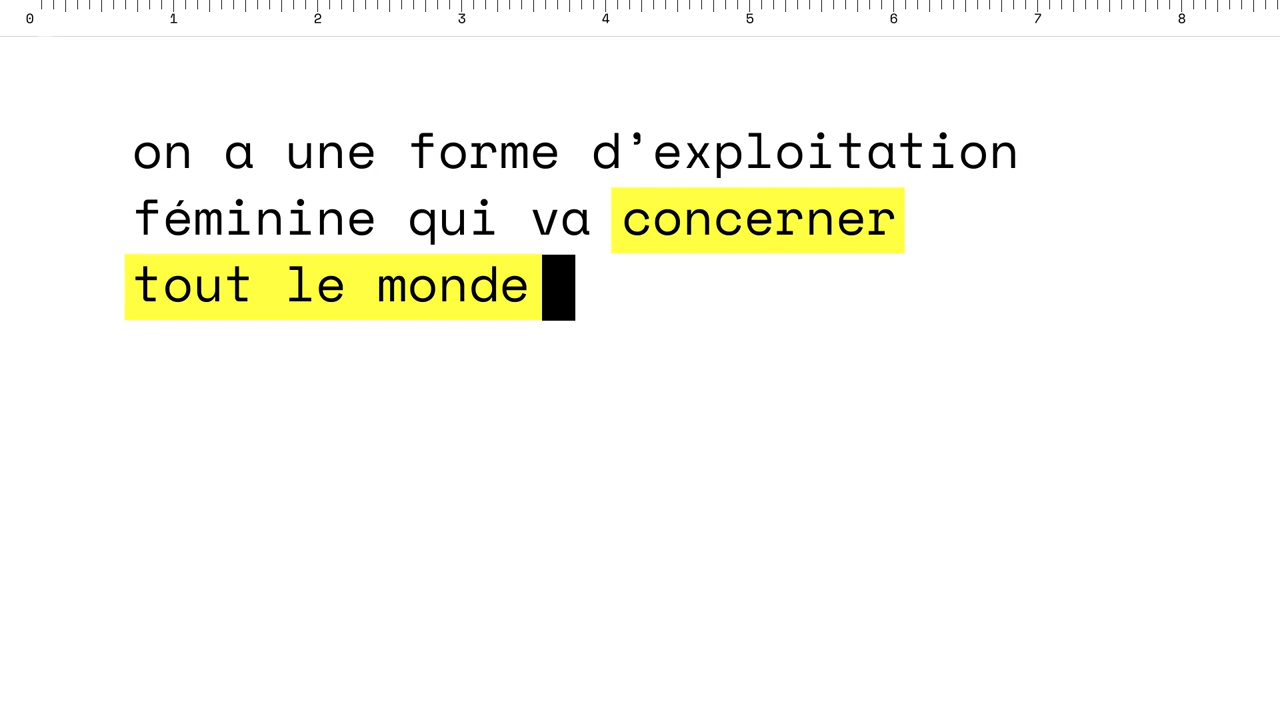 0 1 2 3 4 5 6 7 8
on a une forme d’exploitation
féminine qui va concerner
tout le monde